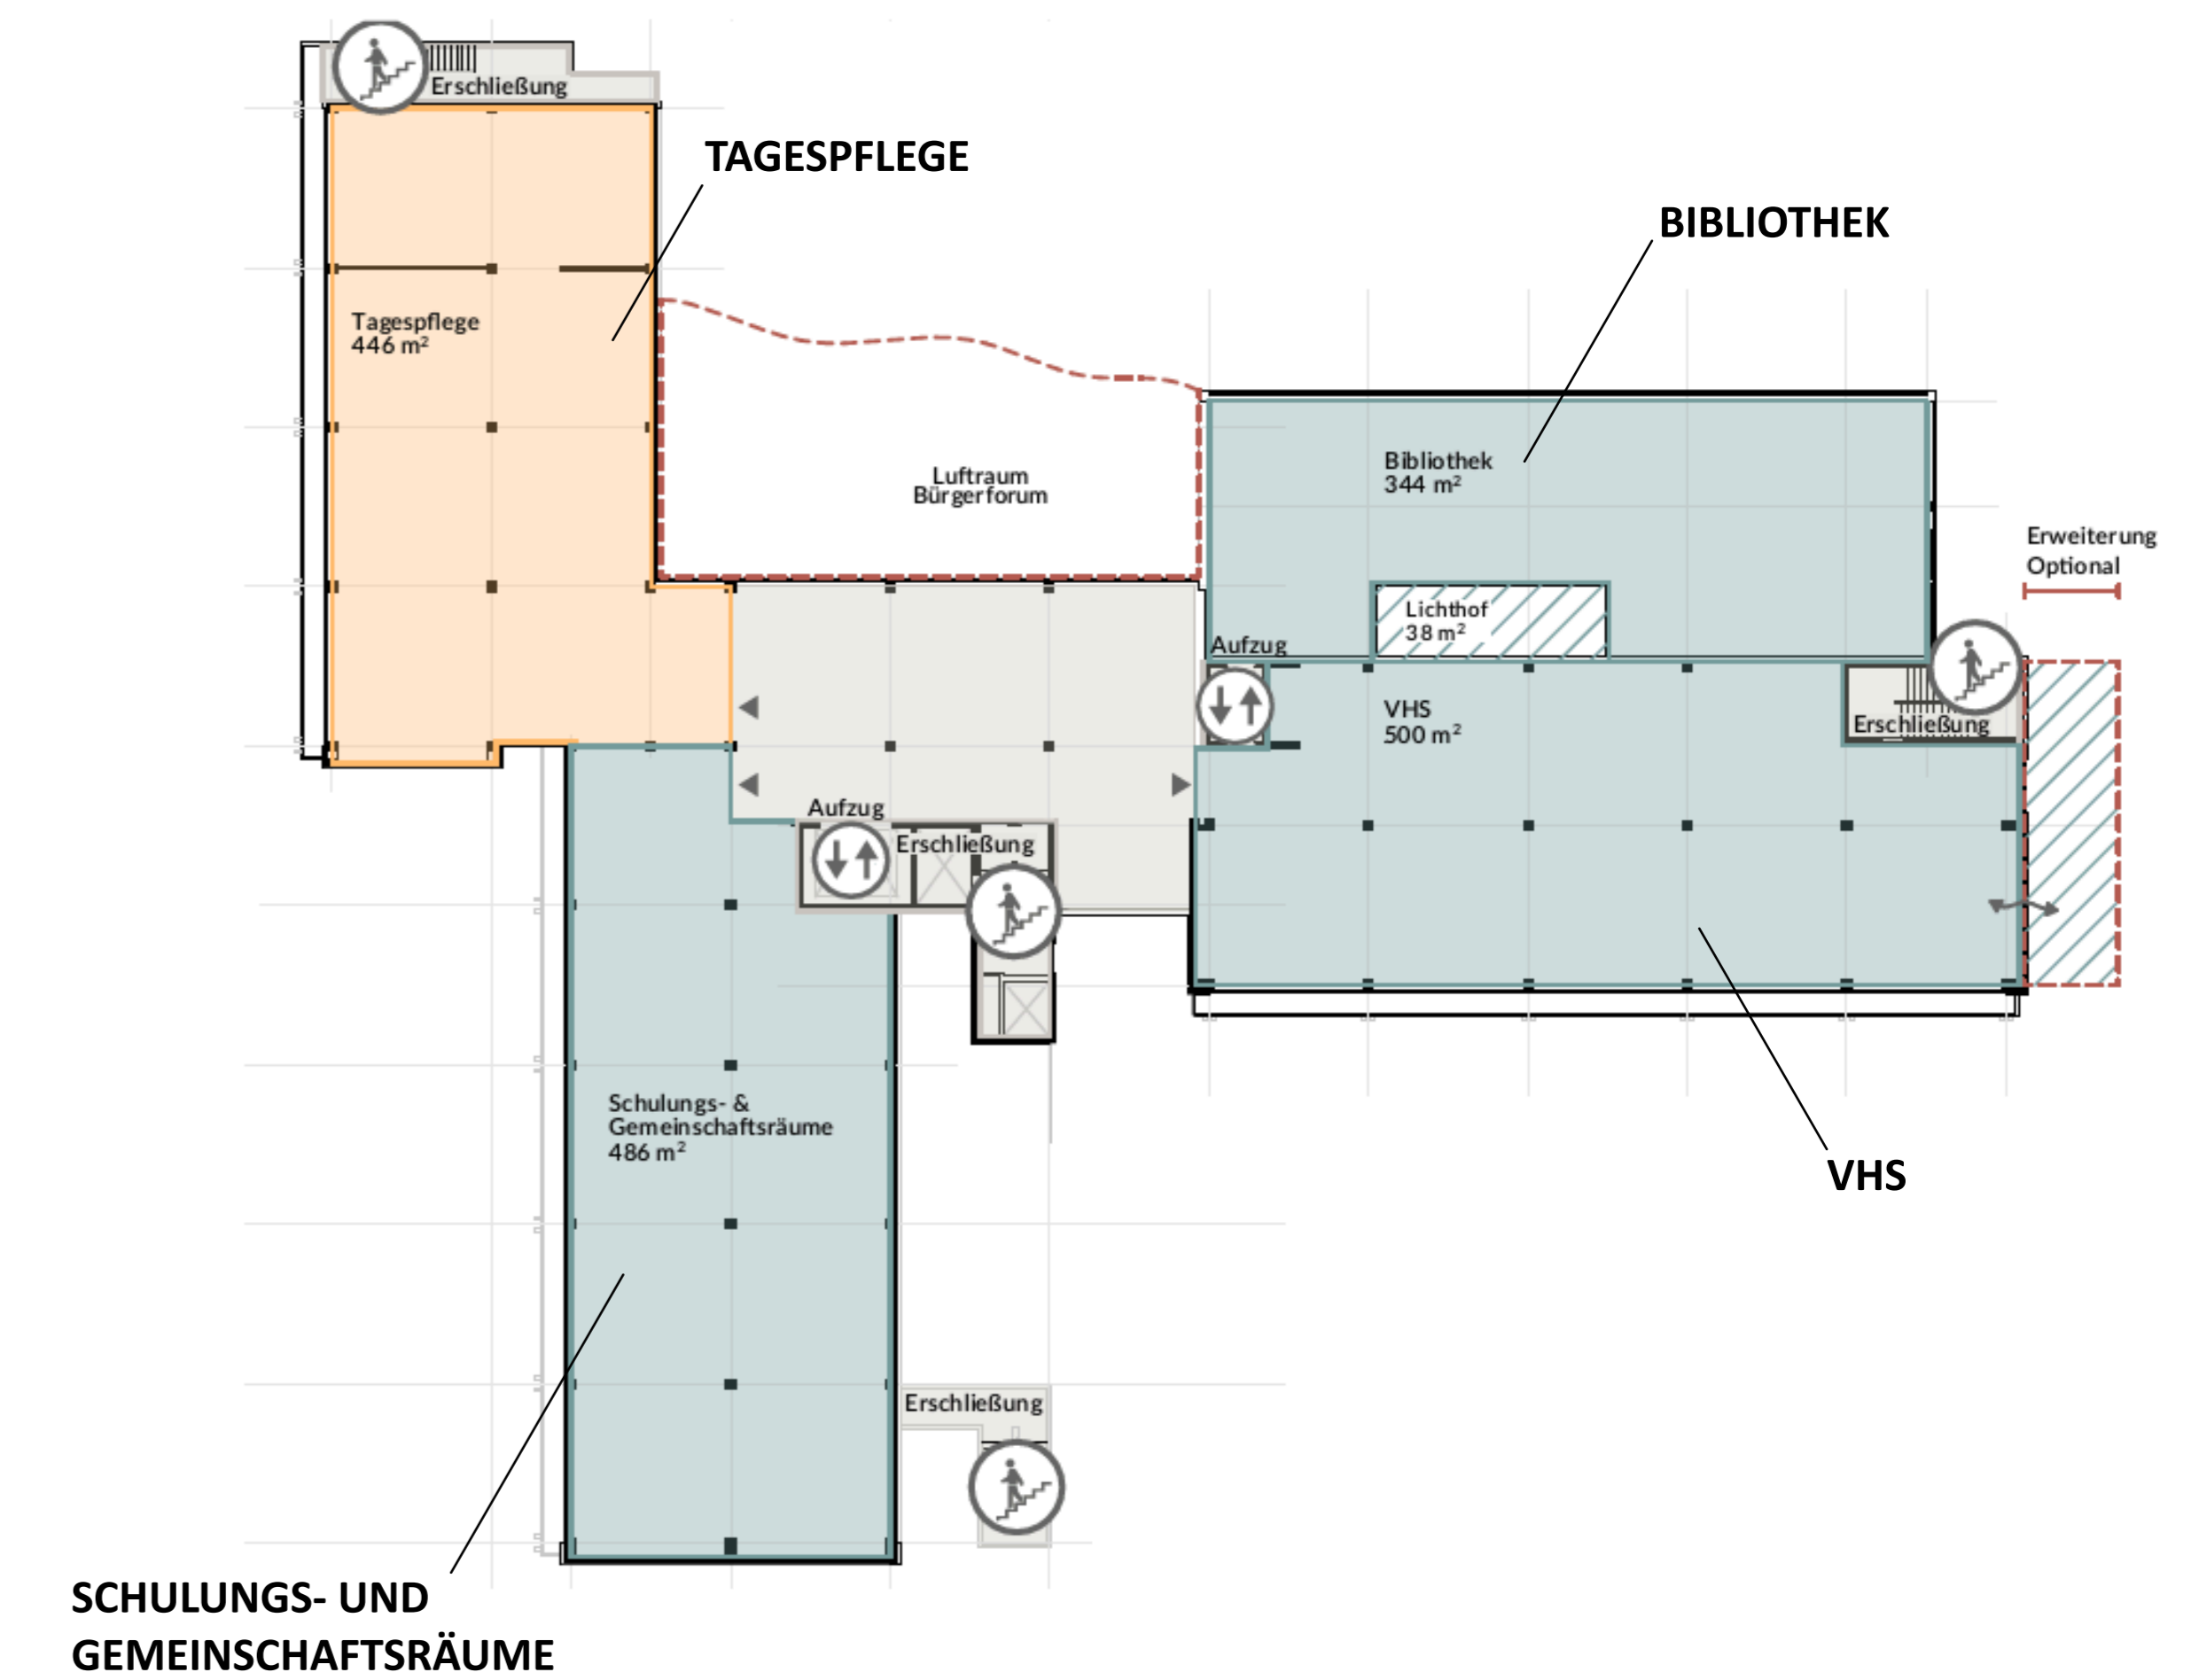 Erschließung
TAGESPFLEGE
BIBLIOTHEK
Tagespflege
446 m²
Luftraum
Bürgerforum
Bibliothek
344 m²
Erweiterung
Optional
Lichthof
38 m²
Aufzug
VHS
500 m²
Erschließung
Aufzug
Erschließung
Schulungs- &
Gemeinschaftsräume
486 m²
VHS
Erschließung
SCHULUNGS- UND
GEMEINSCHAFTSRÄUME